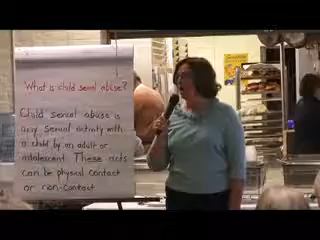 What is child sexual abuse?
Child sexual abuse is
any sexual activity with
a child by an adult or
adolescent. These acts
can be physical contact
or non-contact